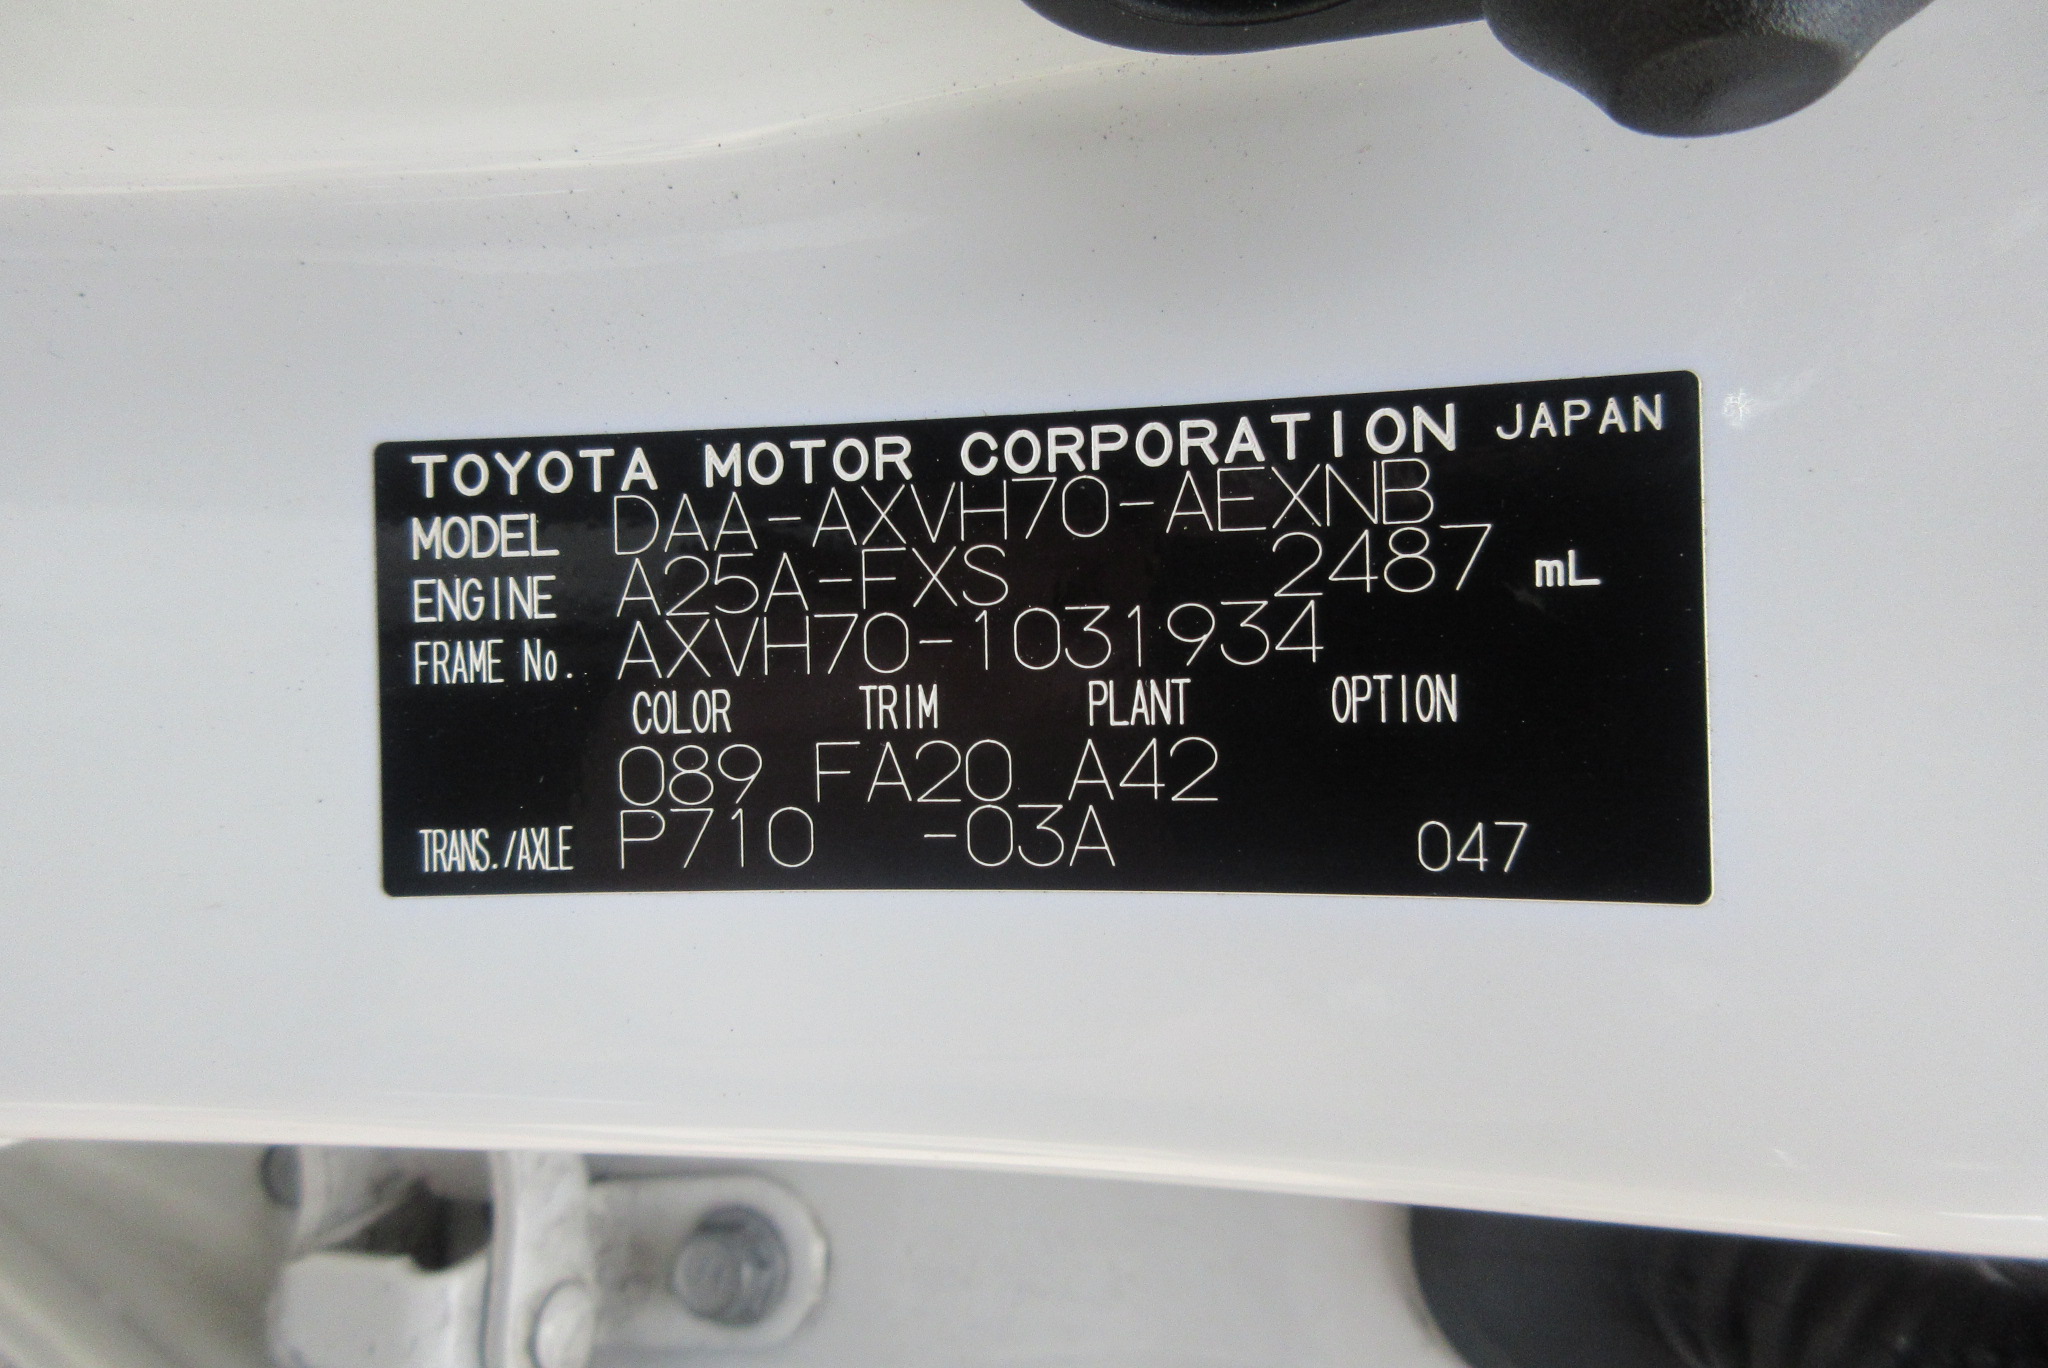 TOYOTA MOTOR CORPORATION JAPAN
MODEL DAA-AXVH70-AEXNB
ENGINE A25A-FXS 2487 mL
FRAME No. AXVH70-1031934
COLOR TRIM PLANT OPTION
089 FA20 A42
TRANS./AXLE P710 -03A 047